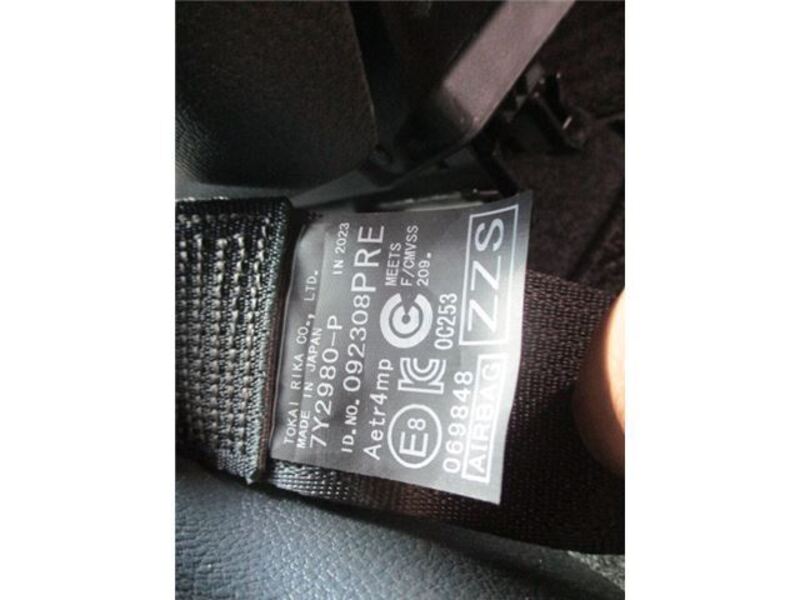 TOKAI RIKA CO., LTD.
MADE IN JAPAN IN 2023
7Y2980-P
ID.NO. 092308PRE
Aetr4mp
MEETS
F/CMVSS
209.
E8
0C253
069848
AIRBAG
ZZS